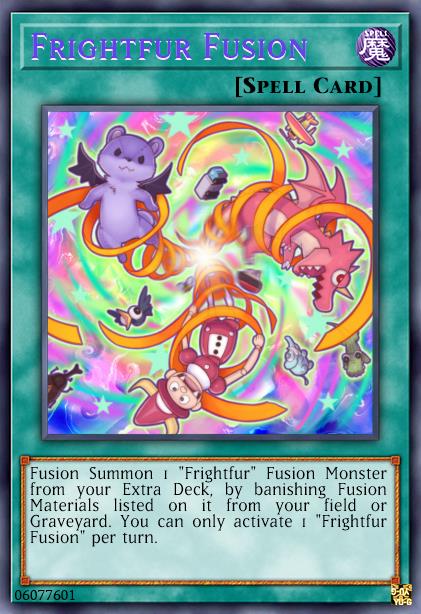 Frightfur Fusion
SPELL
魔
[Spell Card]
Fusion Summon 1 "Frightfur" Fusion Monster
from your Extra Deck, by banishing Fusion
Materials listed on it from your field or
Graveyard. You can only activate 1 "Frightfur
Fusion" per turn.
06077601